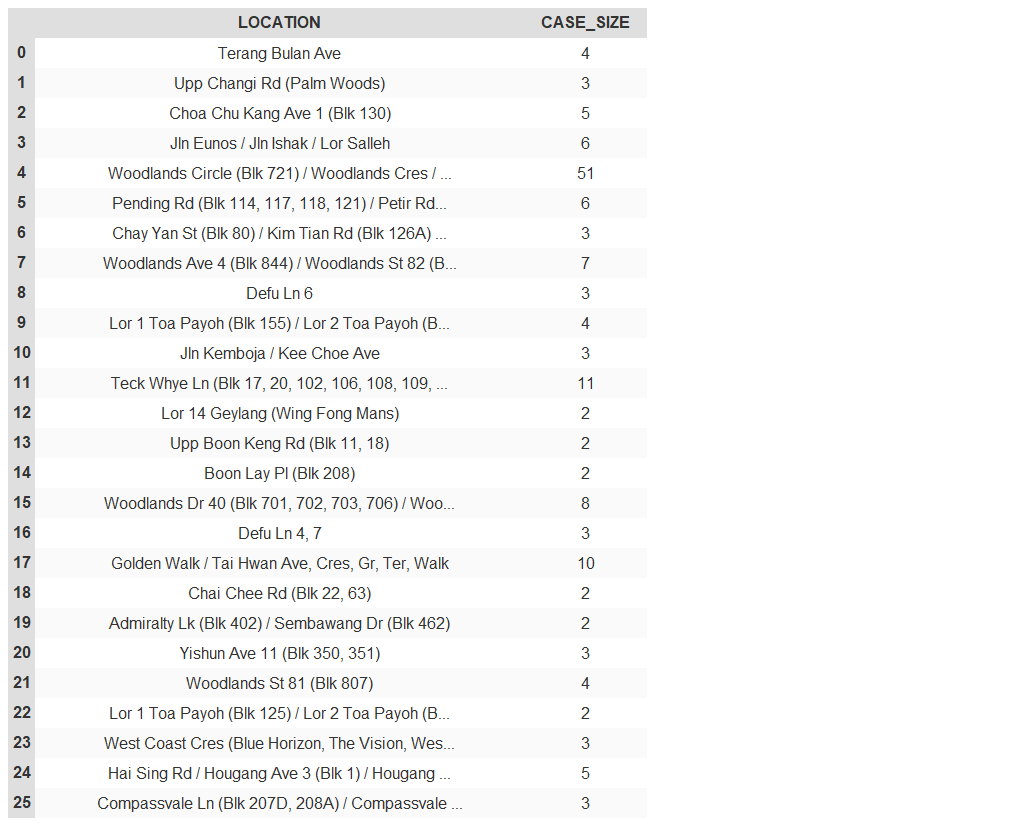 LOCATION CASE_SIZE
0 Terang Bulan Ave 4
1 Upp Changi Rd (Palm Woods) 3
2 Choa Chu Kang Ave 1 (Blk 130) 5
3 Jln Eunos / Jln Ishak / Lor Salleh 6
4 Woodlands Circle (Blk 721) / Woodlands Cres / ... 51
5 Pending Rd (Blk 114, 117, 118, 121) / Petir Rd... 6
6 Chay Yan St (Blk 80) / Kim Tian Rd (Blk 126A) ... 3
7 Woodlands Ave 4 (Blk 844) / Woodlands St 82 (B... 7
8 Defu Ln 6 3
9 Lor 1 Toa Payoh (Blk 155) / Lor 2 Toa Payoh (B... 4
10 Jln Kemboja / Kee Choe Ave 3
11 Teck Whye Ln (Blk 17, 20, 102, 106, 108, 109, ... 11
12 Lor 14 Geylang (Wing Fong Mans) 2
13 Upp Boon Keng Rd (Blk 11, 18) 2
14 Boon Lay Pl (Blk 208) 2
15 Woodlands Dr 40 (Blk 701, 702, 703, 706) / Woo... 8
16 Defu Ln 4, 7 3
17 Golden Walk / Tai Hwan Ave, Cres, Gr, Ter, Walk 10
18 Chai Chee Rd (Blk 22, 63) 2
19 Admiralty Lk (Blk 402) / Sembawang Dr (Blk 462) 2
20 Yishun Ave 11 (Blk 350, 351) 3
21 Woodlands St 81 (Blk 807) 4
22 Lor 1 Toa Payoh (Blk 125) / Lor 2 Toa Payoh (B... 2
23 West Coast Cres (Blue Horizon, The Vision, Wes... 3
24 Hai Sing Rd / Hougang Ave 3 (Blk 1) / Hougang ... 5
25 Compassvale Ln (Blk 207D, 208A) / Compassvale ... 3